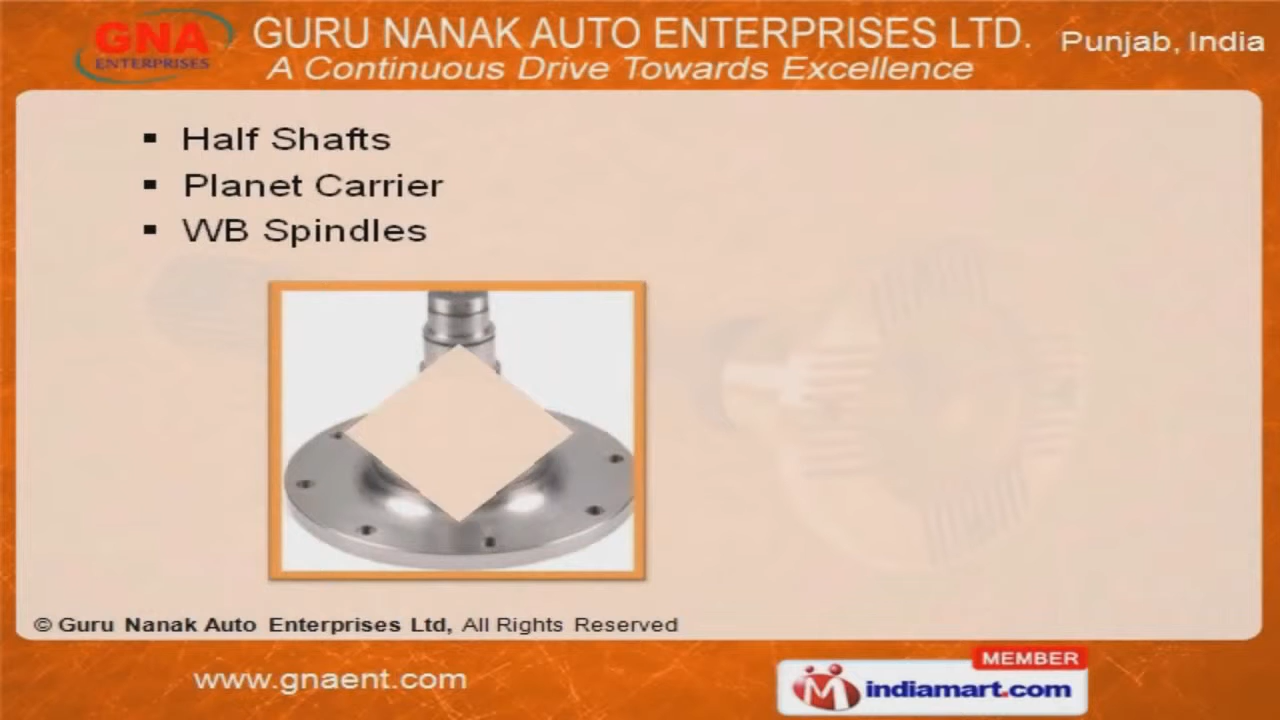 GNA
ENTERPRISES
GURU NANAK AUTO ENTERPRISES LTD.
A Continuous Drive Towards Excellence
Punjab, India
▪ Half Shafts
▪ Planet Carrier
▪ WB Spindles
© Guru Nanak Auto Enterprises Ltd, All Rights Reserved
www.gnaent.com
MEMBER
indiamart.com